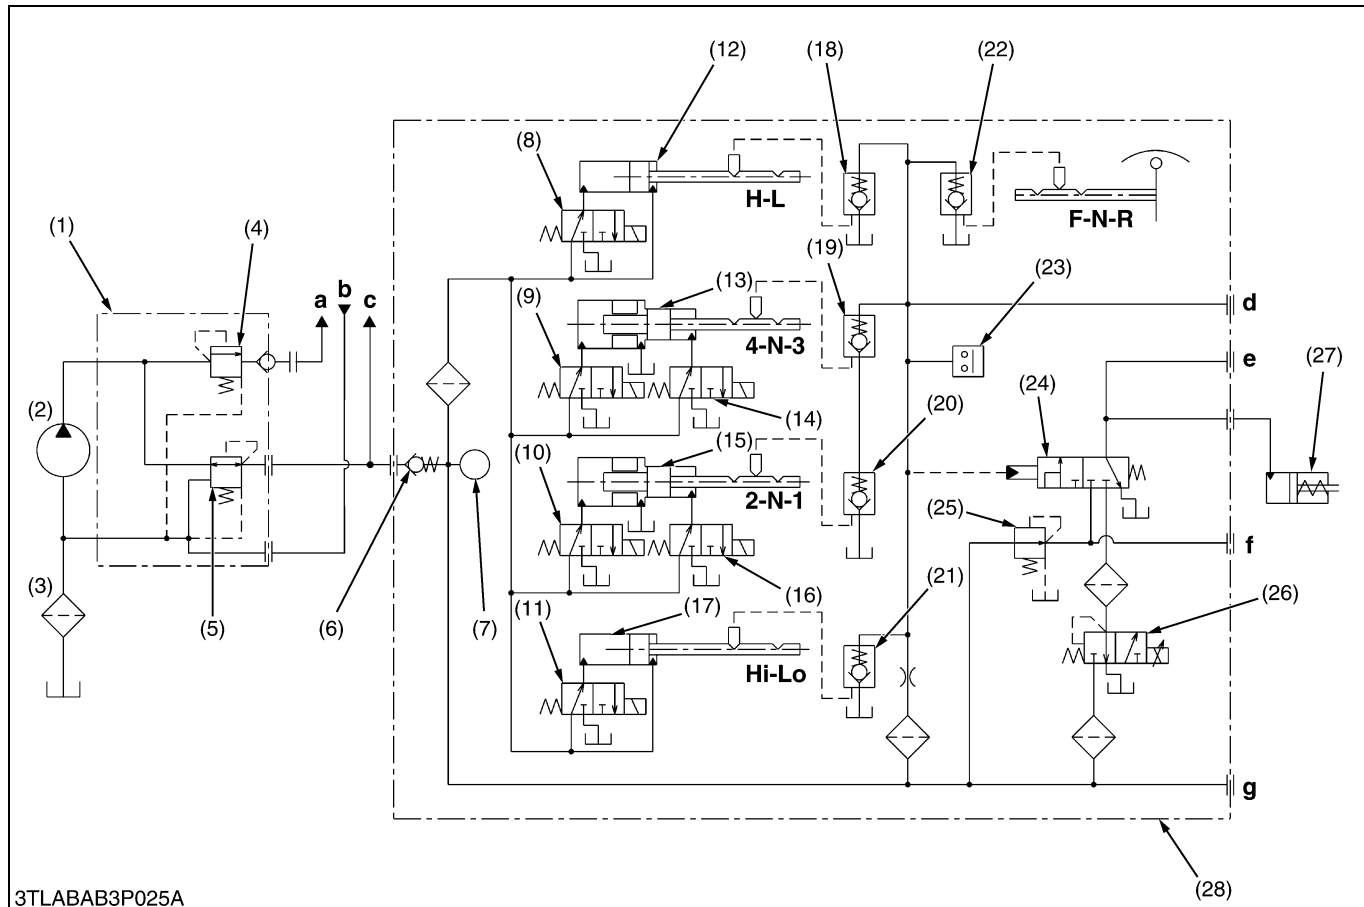 (12)
(18)
(22)
(8)
H-L
F-N-R
(1)
(4)
(19)
(23)
a
b
c
(9)
(13)
d
4-N-3
e
(27)
(24)
(2)
(14)
(20)
(10)
(15)
2-N-1
(25)
f
(3)
(5)
(6)
(7)
(11)
(17)
(16)
(21)
(26)
Hi-Lo
g
(28)
3TLABAB3P025A